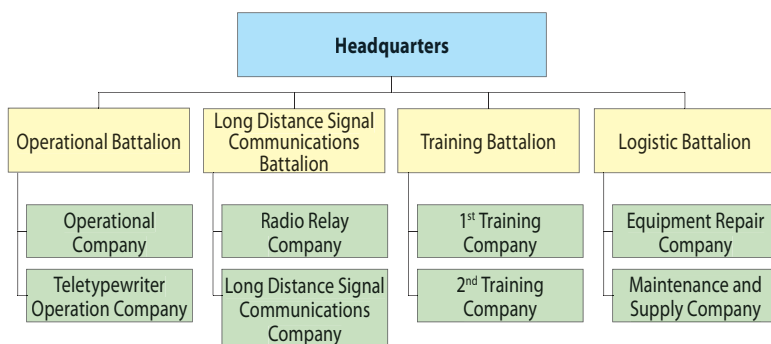 Headquarters
Operational Battalion
Long Distance Signal
Communications
Battalion
Training Battalion
Logistic Battalion
Operational
Company
Teletypewriter
Operation Company
Radio Relay
Company
Long Distance Signal
Communications
Company
1st Training
Company
2nd Training
Company
Equipment Repair
Company
Maintenance and
Supply Company